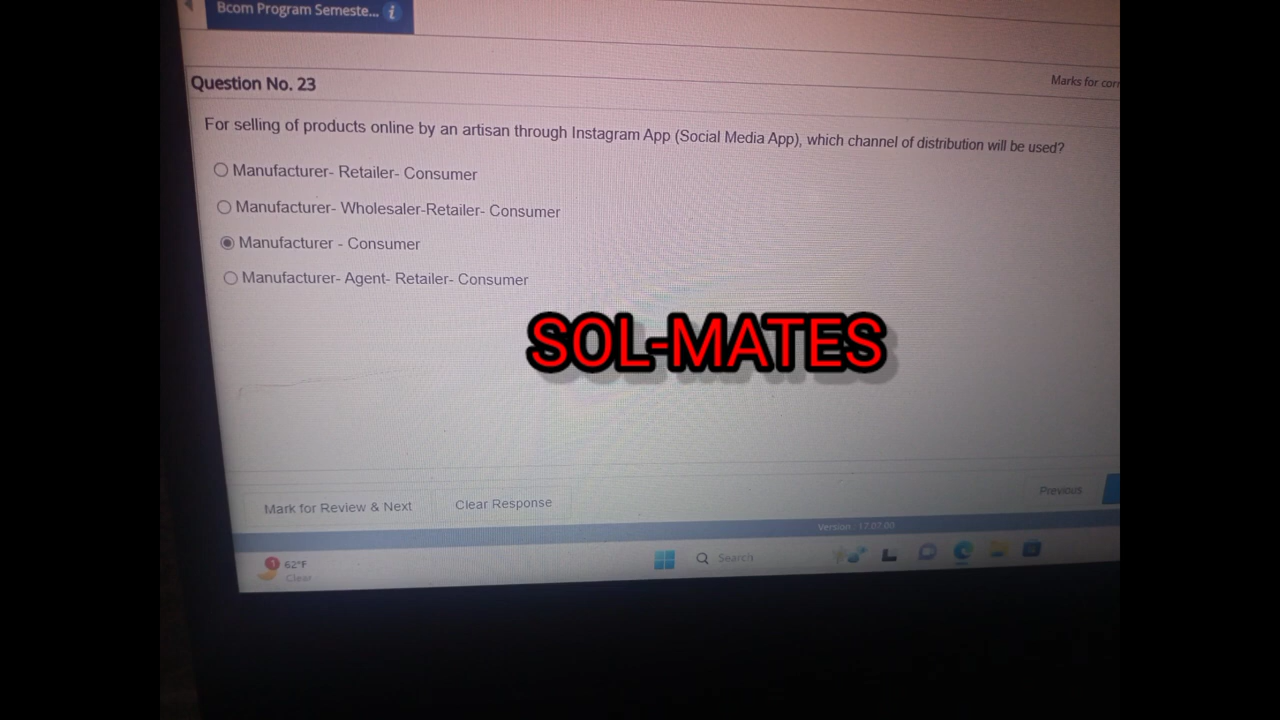 Bcom Program Semeste... i
Question No. 23
Marks for corr
For selling of products online by an artisan through Instagram App (Social Media App), which channel of distribution will be used?
Manufacturer- Retailer- Consumer
Manufacturer- Wholesaler-Retailer- Consumer
Manufacturer - Consumer
Manufacturer- Agent- Retailer- Consumer
SOL-MATES
Mark for Review & Next
Clear Response
Previous
Version : 17.07.00
1
62°F
Clear
Search